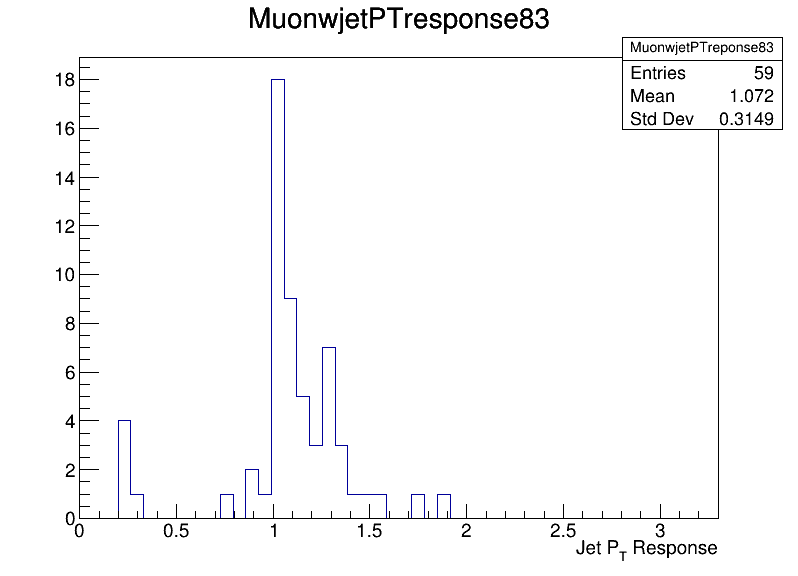 MuonwjetPTresponse83
MuonwjetPTreponse83
Entries 59
Mean 1.072
Std Dev 0.3149
18
16
14
12
10
8
6
4
2
0
0 0.5 1 1.5 2 2.5 3
Jet PT Response